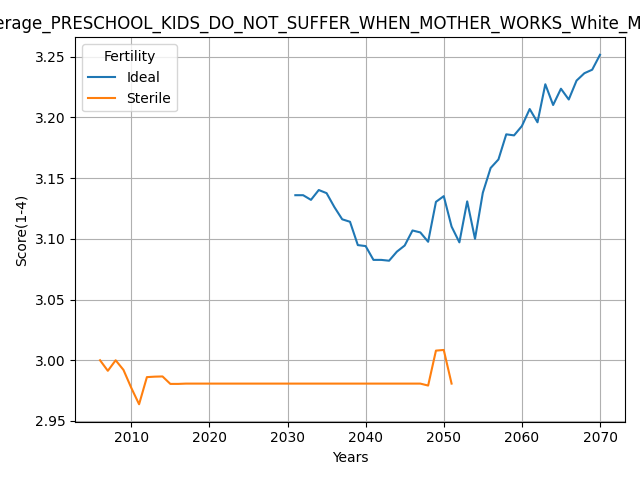 erage_PRESCHOOL_KIDS_DO_NOT_SUFFER_WHEN_MOTHER_WORKS_White_M
Fertility
Ideal
Sterile
Score(1-4)
3.25
3.20
3.15
3.10
3.05
3.00
2.95
2010 2020 2030 2040 2050 2060 2070
Years